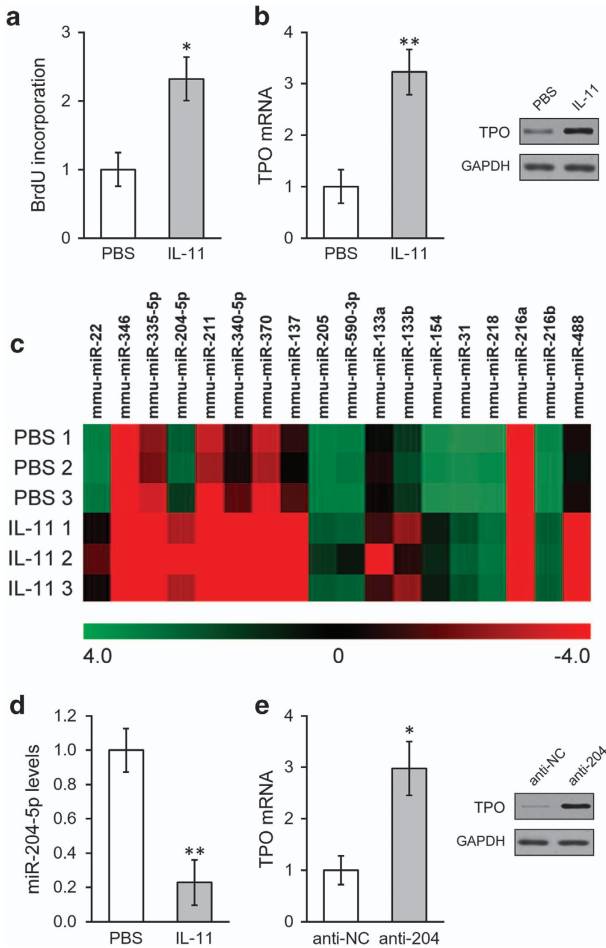 a
BrdU incorporation
3
2
1
0
*
PBS IL-11
b
TPO mRNA
4
3
2
1
0
**
PBS IL-11
PBS IL-11
TPO
GAPDH
c
mmu-miR-22
mmu-miR-346
mmu-miR-335-5p
mmu-miR-204-5p
mmu-miR-211
mmu-miR-340-5p
mmu-miR-370
mmu-miR-137
mmu-miR-205
mmu-miR-590-3p
mmu-miR-133a
mmu-miR-133b
mmu-miR-154
mmu-miR-31
mmu-miR-218
mmu-miR-216a
mmu-miR-216b
mmu-miR-488
PBS 1
PBS 2
PBS 3
IL-11 1
IL-11 2
IL-11 3
4.0 0 -4.0
d
miR-204-5p levels
1.2
1.0
0.8
0.6
0.4
0.2
0.0
**
PBS IL-11
e
TPO mRNA
4
3
2
1
0
*
anti-NC anti-204
anti-NC anti-204
TPO
GAPDH